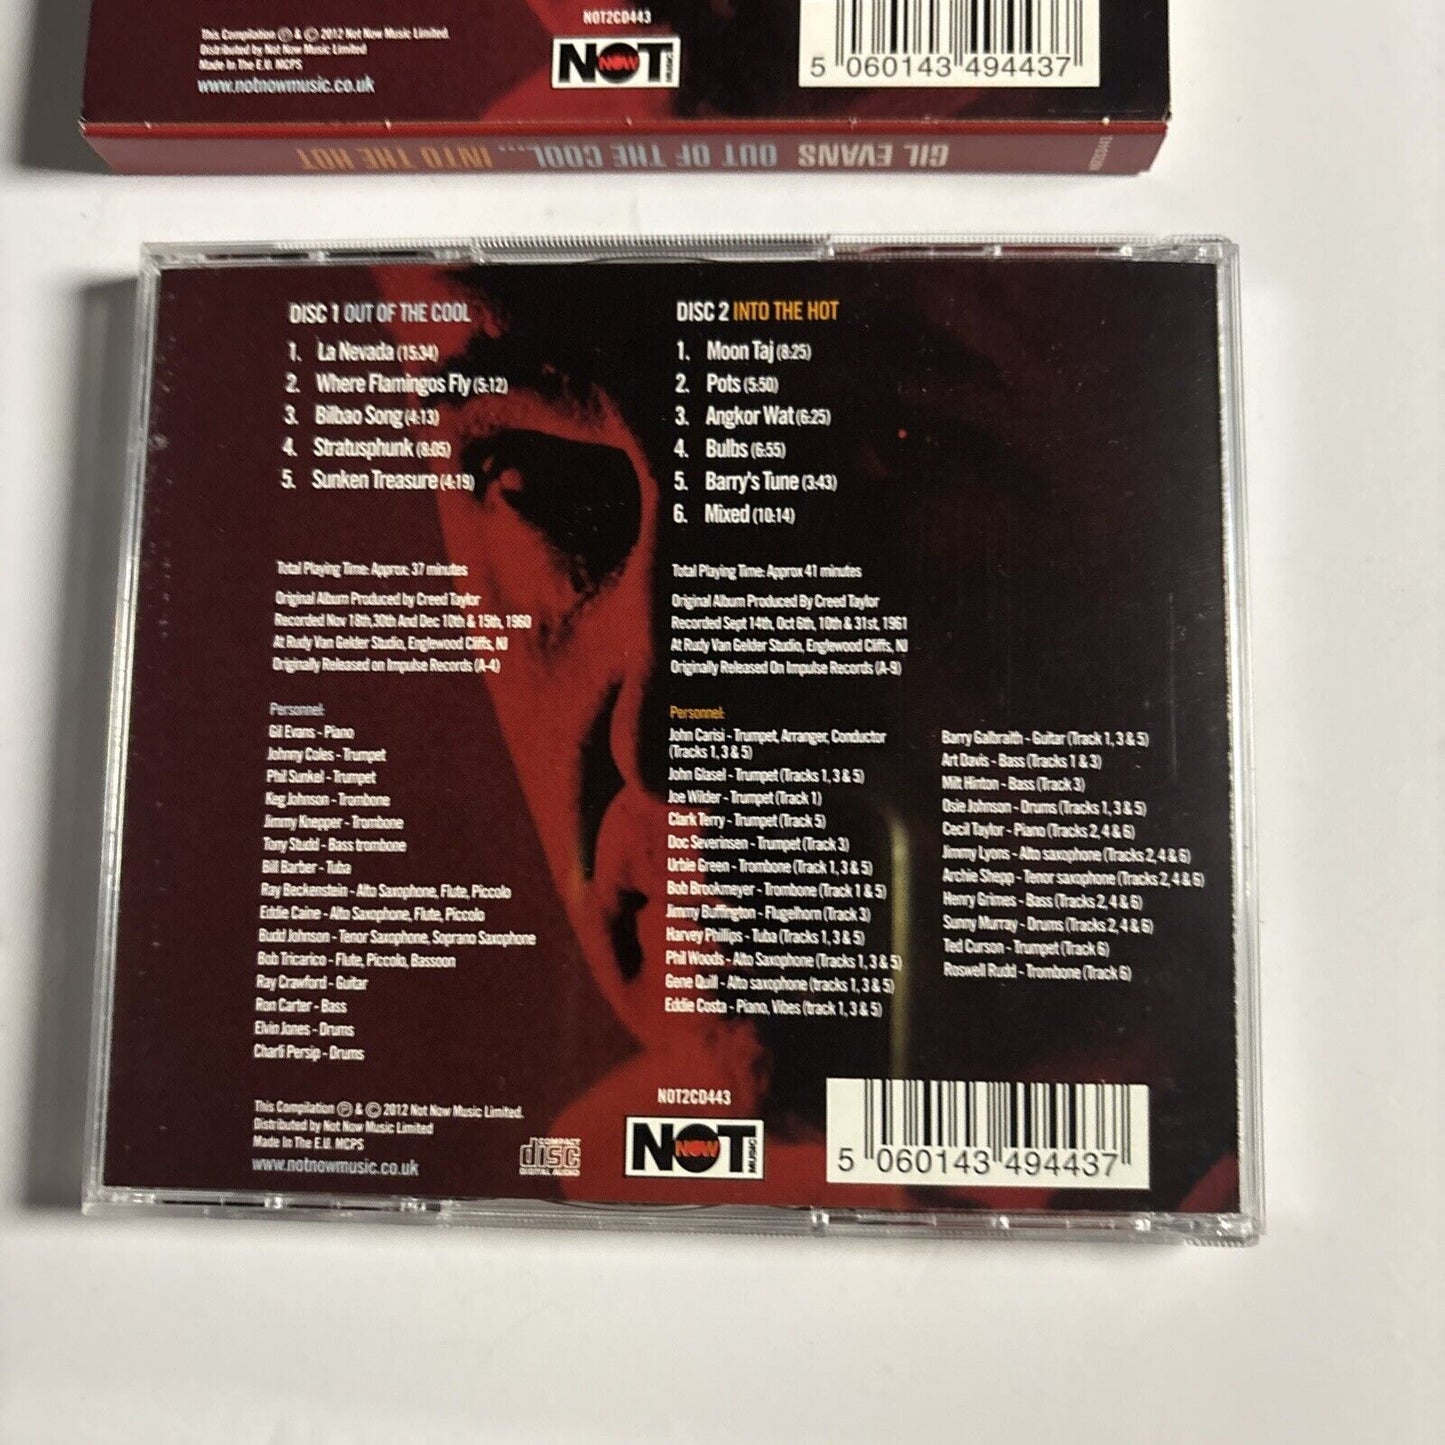 NOT2CD443
This Compilation Ⓟ & © 2012 Not Now Music Limited.
Distributed by Not Now Music Limited
Made In The E.U. MCPS
www.notnowmusic.co.uk
NOT NOW MUSIC
5 060143 494437
GIL EVANS OUT OF THE COOL... INTO THE HOT
DISC 1 OUT OF THE COOL
1. La Nevada (15:34)
2. Where Flamingos Fly (5:12)
3. Bilbao Song (4:13)
4. Stratusphunk (8:05)
5. Sunken Treasure (4:19)
Total Playing Time: Approx: 37 minutes
Original Album Produced by Creed Taylor
Recorded Nov 18th,30th And Dec 10th & 15th, 1960
At Rudy Van Gelder Studio, Englewood Cliffs, NJ
Originally Released on Impulse Records (A-4)
Personnel:
Gil Evans - Piano
Johnny Coles - Trumpet
Phil Sunkel - Trumpet
Keg Johnson - Trombone
Jimmy Knepper - Trombone
Tony Studd - Bass trombone
Bill Barber - Tuba
Ray Beckenstein - Alto Saxophone, Flute, Piccolo
Eddie Caine - Alto Saxophone, Flute, Piccolo
Budd Johnson - Tenor Saxophone, Soprano Saxophone
Bob Tricarico - Flute, Piccolo, Bassoon
Ray Crawford - Guitar
Ron Carter - Bass
Elvin Jones - Drums
Charli Persip - Drums
DISC 2 INTO THE HOT
1. Moon Taj (8:25)
2. Pots (5:50)
3. Angkor Wat (6:25)
4. Bulbs (6:55)
5. Barry's Tune (3:43)
6. Mixed (10:14)
Total Playing Time: Approx 41 minutes
Original Album Produced By Creed Taylor
Recorded Sept 14th, Oct 6th, 10th & 31st, 1961
At Rudy Van Gelder Studio, Englewood Cliffs, NJ
Originally Released On Impulse Records (A-9)
Personnel:
John Carisi - Trumpet, Arranger, Conductor
(Tracks 1, 3 & 5)
John Glasel - Trumpet (Tracks 1, 3 & 5)
Joe Wilder - Trumpet (Track 1)
Clark Terry - Trumpet (Track 5)
Doc Severinsen - Trumpet (Track 3)
Urbie Green - Trombone (Track 1, 3 & 5)
Bob Brookmeyer - Trombone (Track 1 & 5)
Jimmy Buffington - Flugelhorn (Track 3)
Harvey Phillips - Tuba (Tracks 1, 3 & 5)
Phil Woods - Alto Saxophone (Tracks 1, 3 & 5)
Gene Quill - Alto saxophone (tracks 1, 3 & 5)
Eddie Costa - Piano, Vibes (track 1, 3 & 5)
Barry Galbraith - Guitar (Track 1, 3 & 5)
Art Davis - Bass (Tracks 1 & 3)
Milt Hinton - Bass (Track 3)
Osie Johnson - Drums (Tracks 1, 3 & 5)
Cecil Taylor - Piano (Tracks 2, 4 & 6)
Jimmy Lyons - Alto saxophone (Tracks 2, 4 & 6)
Archie Shepp - Tenor saxophone (Tracks 2, 4 & 6)
Henry Grimes - Bass (Tracks 2, 4 & 6)
Sunny Murray - Drums (Tracks 2, 4 & 6)
Ted Curson - Trumpet (Track 6)
Roswell Rudd - Trombone (Track 6)
This Compilation Ⓟ & © 2012 Not Now Music Limited.
Distributed by Not Now Music Limited
Made In The E.U. MCPS
www.notnowmusic.co.uk
COMPACT
disc
DIGITAL AUDIO
NOT2CD443
NOT NOW MUSIC
5 060143 494437